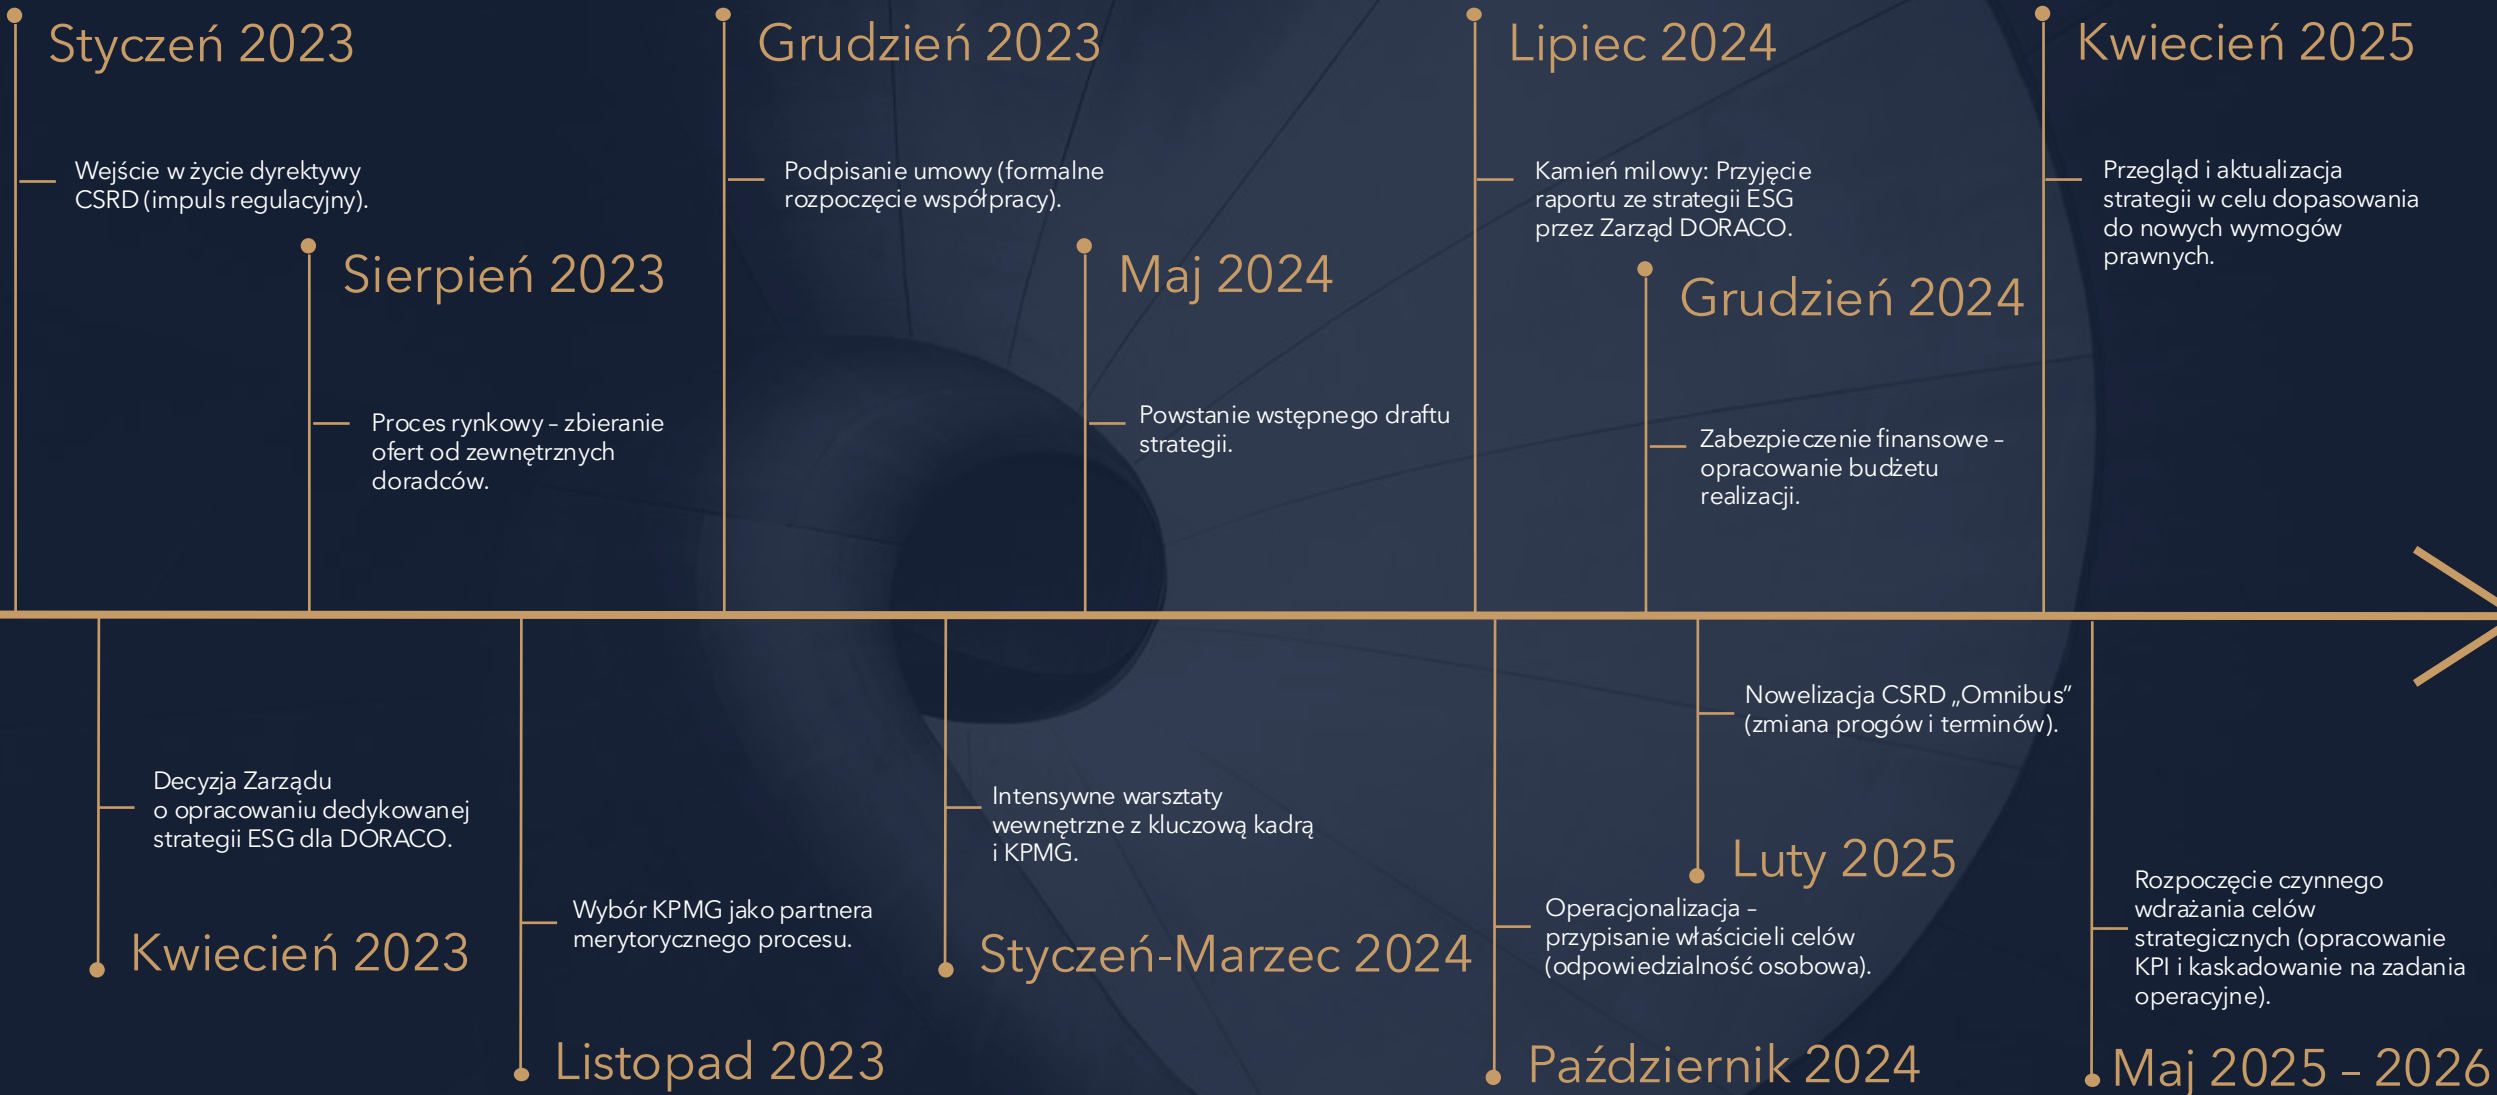 Styczeń 2023
Wejście w życie dyrektywy
CSRD (impuls regulacyjny).
Decyzja Zarządu
o opracowaniu dedykowanej
strategii ESG dla DORACO.
Kwiecień 2023
Sierpień 2023
Proces rynkowy – zbieranie
ofert od zewnętrznych
doradców.
Wybór KPMG jako partnera
merytorycznego procesu.
Listopad 2023
Grudzień 2023
Podpisanie umowy (formalne
rozpoczęcie współpracy).
Intensywne warsztaty
wewnętrzne z kluczową kadrą
i KPMG.
Styczeń-Marzec 2024
Maj 2024
Powstanie wstępnego draftu
strategii.
Lipiec 2024
Kamień milowy: Przyjęcie
raportu ze strategii ESG
przez Zarząd DORACO.
Operacjonalizacja –
przypisanie właścicieli celów
(odpowiedzialność osobowa).
Październik 2024
Grudzień 2024
Zabezpieczenie finansowe –
opracowanie budżetu
realizacji.
Nowelizacja CSRD „Omnibus”
(zmiana progów i terminów).
Luty 2025
Kwiecień 2025
Przegląd i aktualizacja
strategii w celu dopasowania
do nowych wymogów
prawnych.
Rozpoczęcie czynnego
wdrażania celów
strategicznych (opracowanie
KPI i kaskadowanie na zadania
operacyjne).
Maj 2025 – 2026